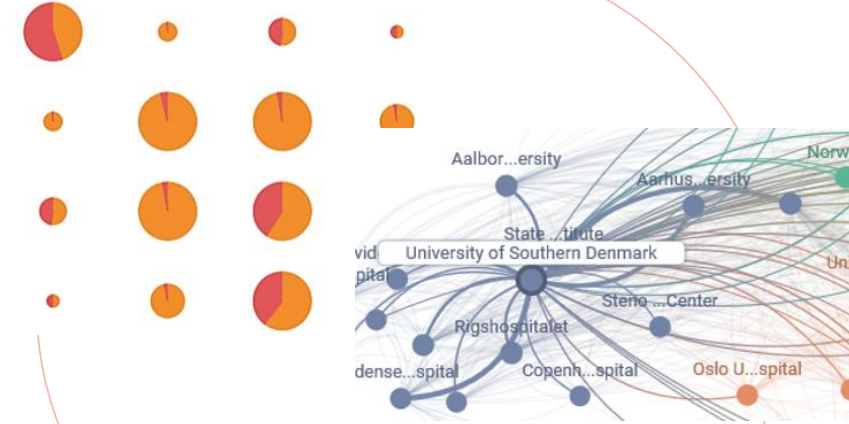 Aalbor...ersity
Norw
Aarhus...ersity
State ...titute
vid
University of Southern Denmark
pital
Un
Steno ...Center
Rigshospitalet
dense...spital
Copenh...spital
Oslo U...spital